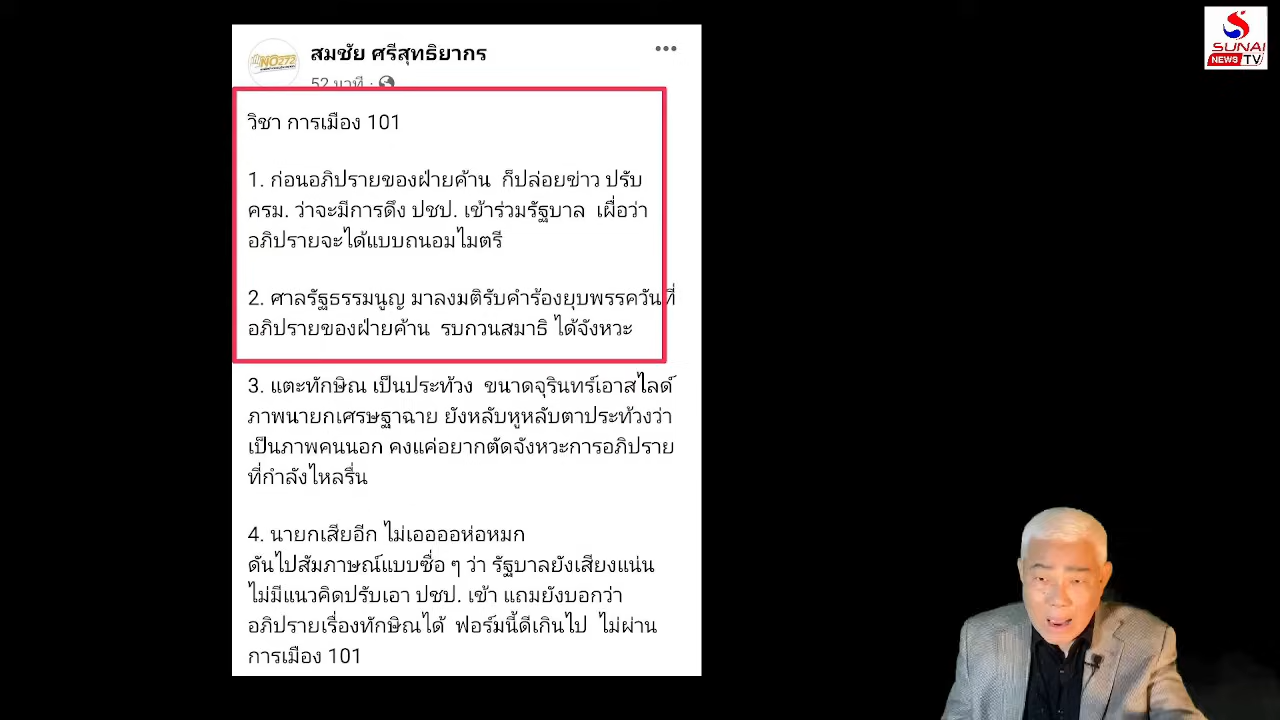 สมชัย ศรีสุทธิยากร
52 นาที ·
วิชา การเมือง 101
1. ก่อนอภิปรายของฝ่ายค้าน ก็ปล่อยข่าว ปรับ
ครม. ว่าจะมีการดึง ปชป. เข้าร่วมรัฐบาล เผื่อว่า
อภิปรายจะได้แบบถนอมไมตรี
2. ศาลรัฐธรรมนูญ มาลงมติรับคำร้องยุบพรรควันที่
อภิปรายของฝ่ายค้าน รบกวนสมาธิ ได้จังหวะ
3. แตะทักษิณ เป็นประท้วง ขนาดจุรินทร์เอาสไลด์
ภาพนายกเศรษฐาฉาย ยังหลับหูหลับตาประท้วงว่า
เป็นภาพคนนอก คงแค่อยากตัดจังหวะการอภิปราย
ที่กำลังไหลรื่น
4. นายกเสียอีก ไม่เออออห่อหมก
ดันไปสัมภาษณ์แบบซื่อ ๆ ว่า รัฐบาลยังเสียงแน่น
ไม่มีแนวคิดปรับเอา ปชป. เข้า แถมยังบอกว่า
อภิปรายเรื่องทักษิณได้ ฟอร์มนี้ดีเกินไป ไม่ผ่าน
การเมือง 101
SUNAI
NEWS TV